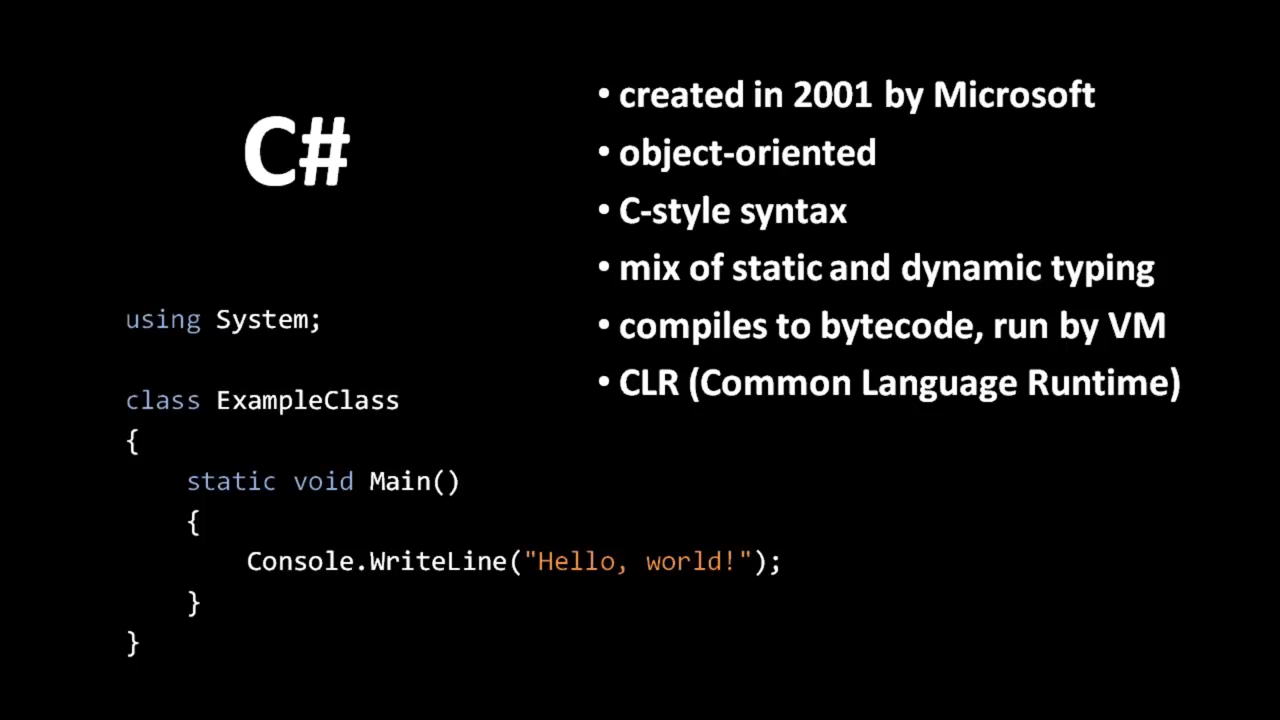 C#
• created in 2001 by Microsoft
• object-oriented
• C-style syntax
• mix of static and dynamic typing
• compiles to bytecode, run by VM
• CLR (Common Language Runtime)
using System;
class ExampleClass
{
    static void Main()
    {
        Console.WriteLine("Hello, world!");
    }
}